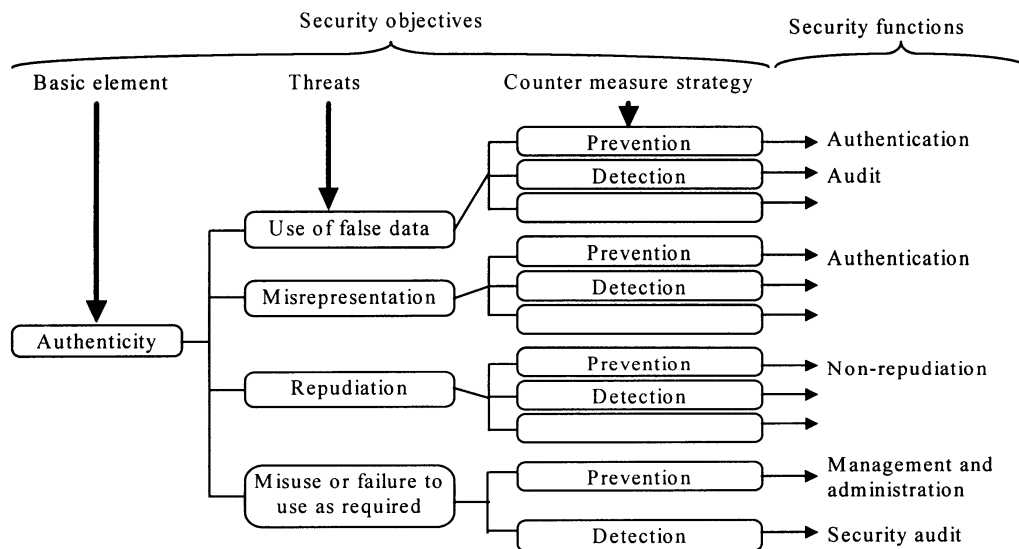 Security objectives
Security functions
Basic element
Threats
Counter measure strategy
Prevention
Authentication
Detection
Audit
Use of false data
Prevention
Authentication
Misrepresentation
Detection
Authenticity
Prevention
Non-repudiation
Repudiation
Detection
Misuse or failure to
use as required
Prevention
Management and
administration
Detection
Security audit